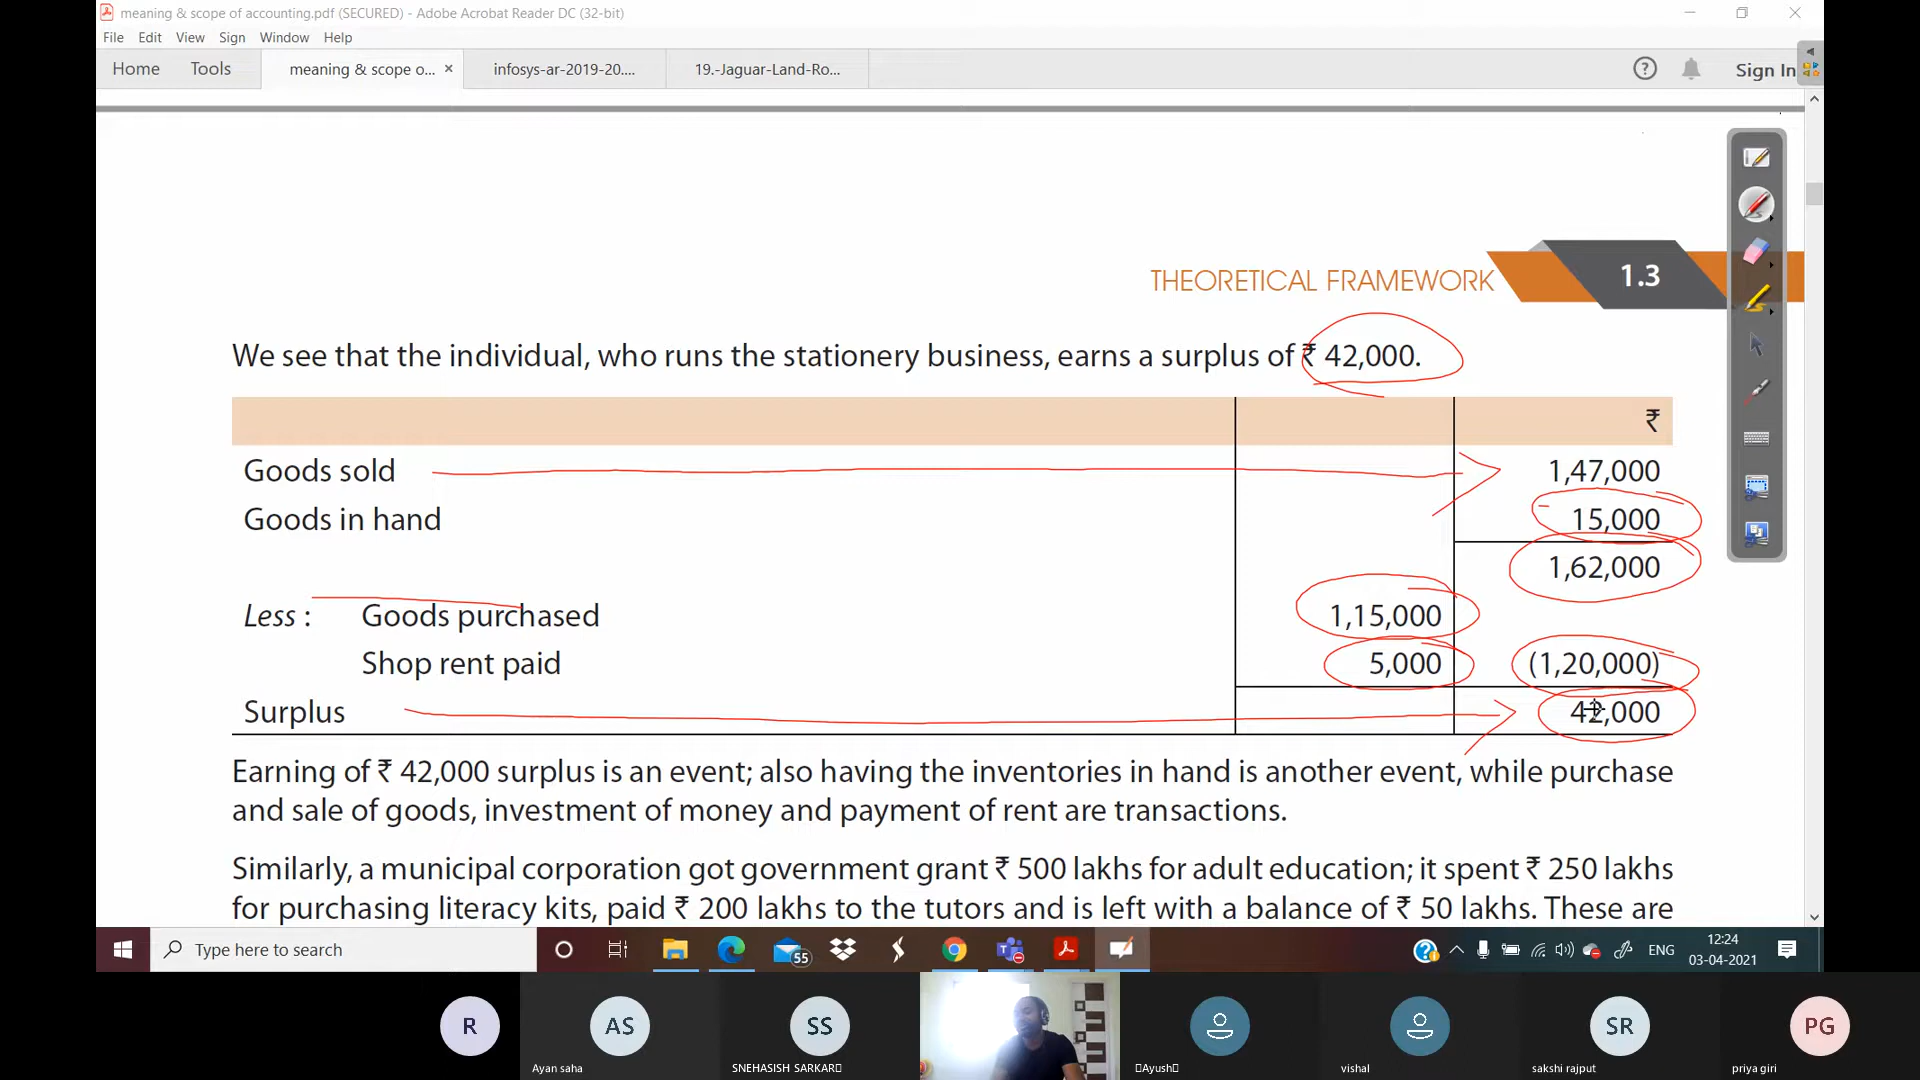 meaning & scope of accounting.pdf (SECURED) - Adobe Acrobat Reader DC (32-bit)
File Edit View Sign Window Help
Home Tools meaning & scope o... × infosys-ar-2019-20.... 19.-Jaguar-Land-Ro... Sign In
THEORETICAL FRAMEWORK 1.3
We see that the individual, who runs the stationery business, earns a surplus of ₹ 42,000.
₹
Goods sold 1,47,000
Goods in hand 15,000
1,62,000
Less : Goods purchased 1,15,000
Shop rent paid 5,000 (1,20,000)
Surplus 42,000
Earning of ₹ 42,000 surplus is an event; also having the inventories in hand is another event, while purchase
and sale of goods, investment of money and payment of rent are transactions.
Similarly, a municipal corporation got government grant ₹ 500 lakhs for adult education; it spent ₹ 250 lakhs
for purchasing literacy kits, paid ₹ 200 lakhs to the tutors and is left with a balance of ₹ 50 lakhs. These are
Type here to search 55 ENG 12:24
03-04-2021
R AS SS SR PG
Ayan saha SNEHASISH SARKAR Ayush vishal sakshi rajput priya giri